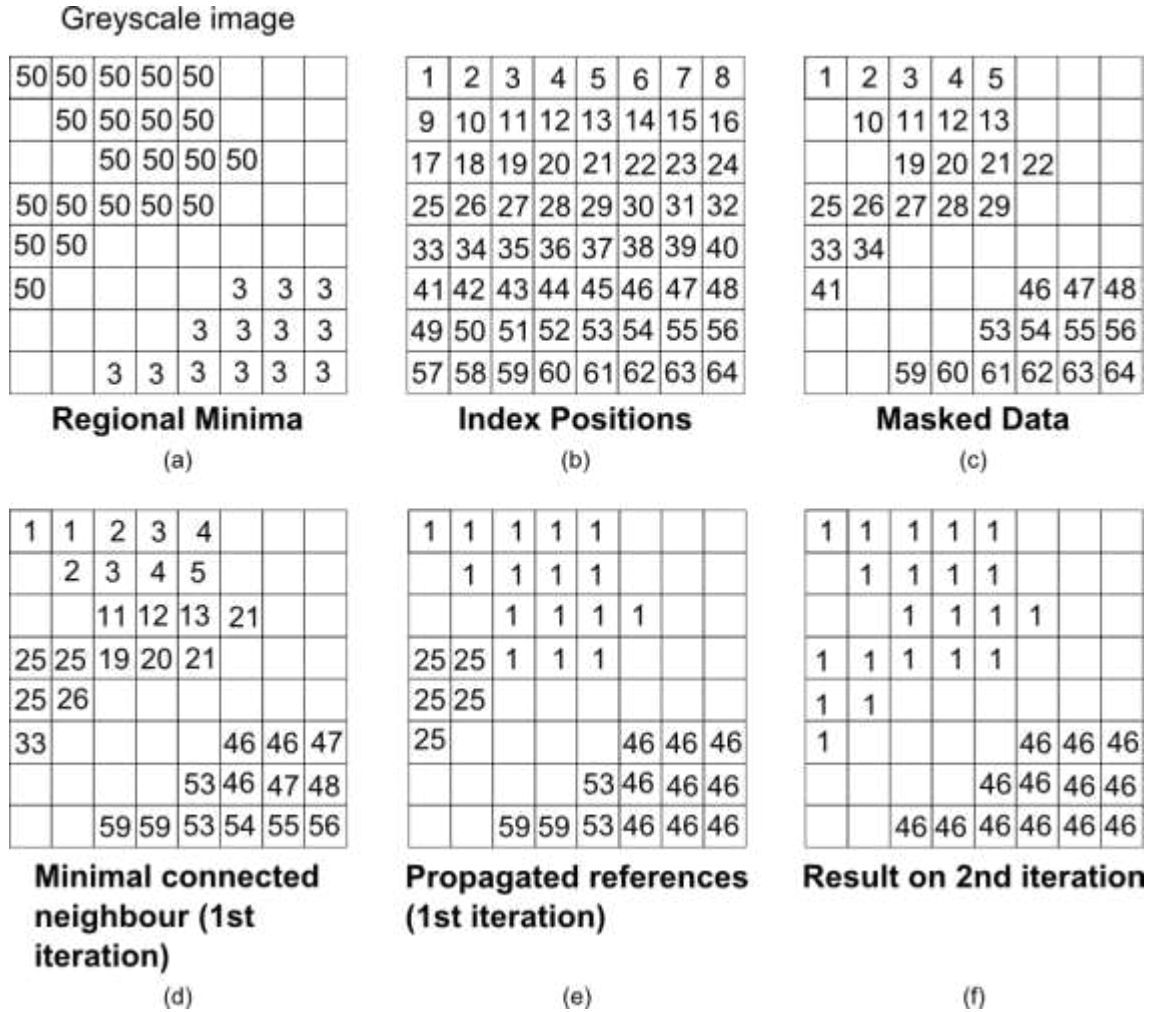 Greyscale image
50 50 50 50 50
50 50 50 50
50 50 50 50
50 50 50 50 50
50 50
50 3 3 3
3 3 3 3
3 3 3 3 3 3
Regional Minima
(a)
1 2 3 4 5 6 7 8
9 10 11 12 13 14 15 16
17 18 19 20 21 22 23 24
25 26 27 28 29 30 31 32
33 34 35 36 37 38 39 40
41 42 43 44 45 46 47 48
49 50 51 52 53 54 55 56
57 58 59 60 61 62 63 64
Index Positions
(b)
1 2 3 4 5
10 11 12 13
19 20 21 22
25 26 27 28 29
33 34
41 46 47 48
53 54 55 56
59 60 61 62 63 64
Masked Data
(c)
1 1 2 3 4
2 3 4 5
11 12 13 21
25 25 19 20 21
25 26
33 46 46 47
53 46 47 48
59 59 53 54 55 56
Minimal connected
neighbour (1st
iteration)
(d)
1 1 1 1 1
1 1 1 1
1 1 1 1
25 25 1 1 1
25 25
25 46 46 46
53 46 46 46
59 59 53 46 46 46
Propagated references
(1st iteration)
(e)
1 1 1 1 1
1 1 1 1
1 1 1 1
1 1 1 1 1
1 1
1 46 46 46
46 46 46 46
46 46 46 46 46 46
Result on 2nd iteration
(f)